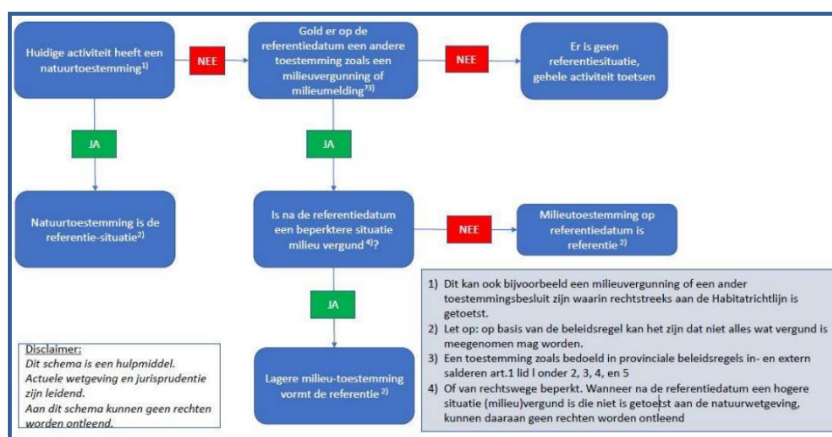 Huidige activiteit heeft een
natuurtoestemming1)
NEE
Gold er op de
referentiedatum een andere
toestemming zoals een
milieuvergunning of
milieumelding?3)
NEE
Er is geen
referentiesituatie,
gehele activiteit toetsen
JA
JA
Natuurtoestemming is de
referentie-situatie2)
Is na de referentiedatum
een beperktere situatie
milieu vergund 4)?
NEE
Milieutoestemming op
referentiedatum is
referentie 2)
JA
Lagere milieu-toestemming
vormt de referentie 2)
Disclaimer:
Dit schema is een hulpmiddel.
Actuele wetgeving en jurisprudentie
zijn leidend.
Aan dit schema kunnen geen rechten
worden ontleend.
1) Dit kan ook bijvoorbeeld een milieuvergunning of een ander
toestemmingsbesluit zijn waarin rechtstreeks aan de Habitatrichtlijn is
getoetst.
2) Let op: op basis van de beleidsregel kan het zijn dat niet alles wat vergund is
meegenomen mag worden.
3) Een toestemming zoals bedoeld in provinciale beleidsregels in- en extern
salderen art.1 lid l onder 2, 3, 4, en 5
4) Of van rechtswege beperkt. Wanneer na de referentiedatum een hogere
situatie (milieu)vergund is die niet is getoetst aan de natuurwetgeving,
kunnen daaraan geen rechten worden ontleend